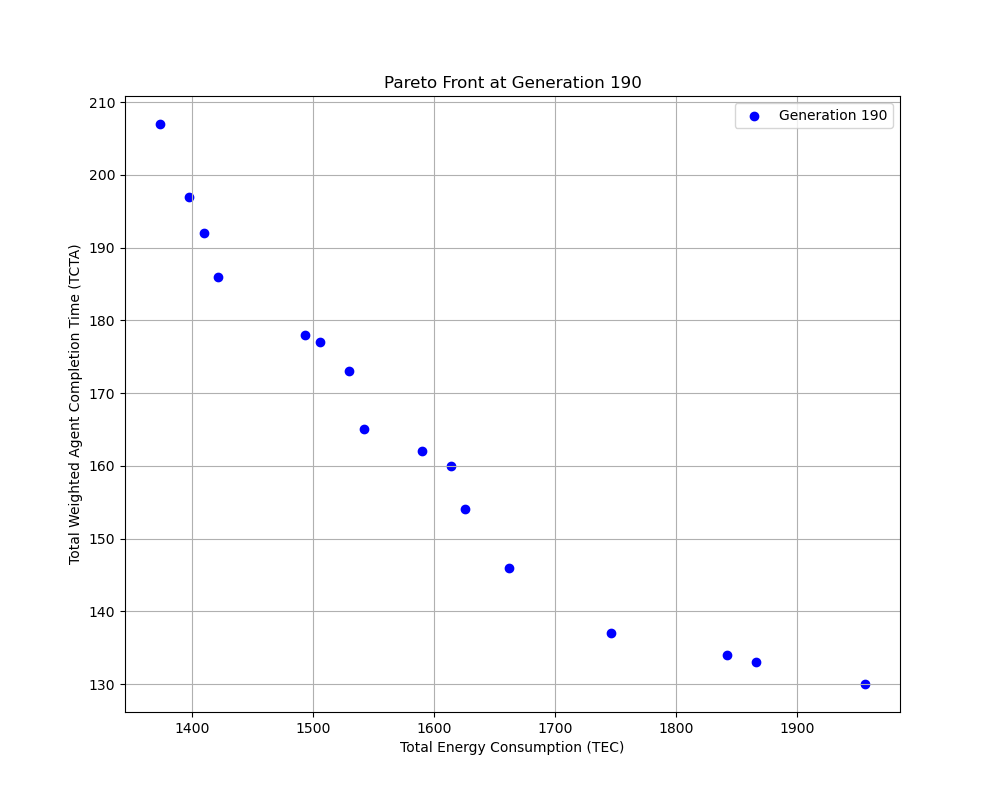 Pareto Front at Generation 190
Generation 190
Total Weighted Agent Completion Time (TCTA)
210
200
190
180
170
160
150
140
130
1400 1500 1600 1700 1800 1900
Total Energy Consumption (TEC)